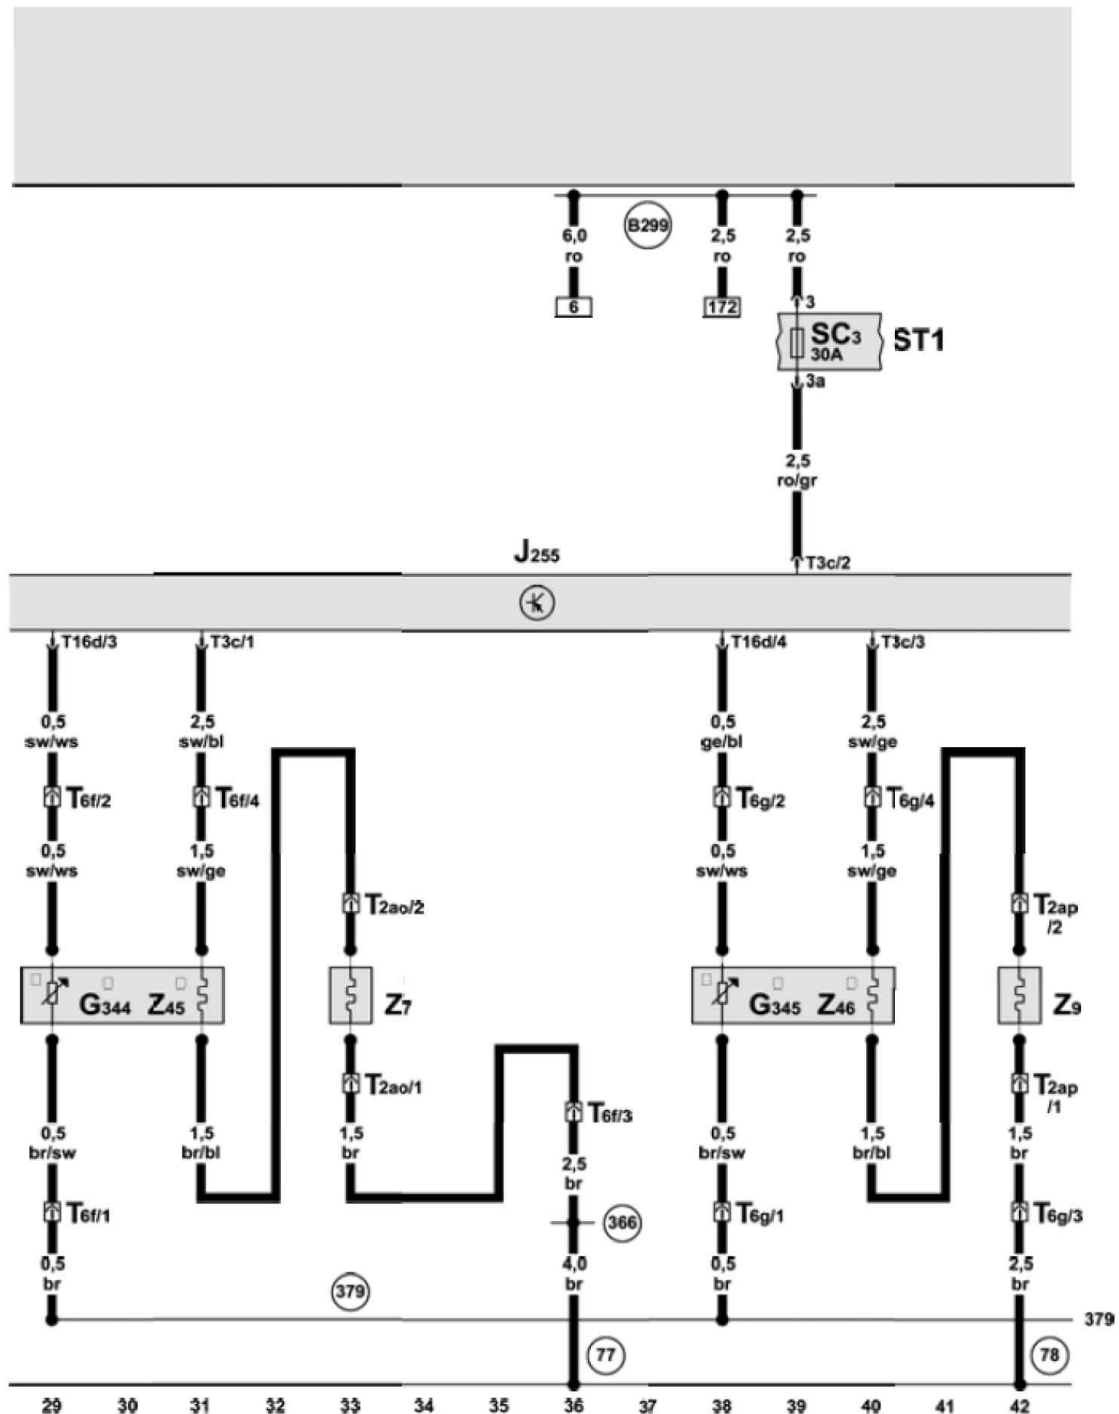 B299
6,0 2,5 2,5
ro ro ro
6 172 3
SC3 ST1
30A
3a
2,5
ro/gr
J255 T3c/2
T16d/3 T3c/1 T16d/4 T3c/3
0,5 2,5 0,5 2,5
sw/ws sw/bl ge/bl sw/ge
T6f/2 T6f/4 T6g/2 T6g/4
0,5 1,5 0,5 1,5
sw/ws sw/ge sw/ws sw/ge
T2ao/2 T2ap
/2
G344 Z45 Z7 G345 Z46 Z9
T2ao/1 T2ap
/1
T6f/3
0,5 1,5 1,5 0,5 1,5 1,5
br/sw br/bl br br/sw br/bl br
2,5
br
T6f/1 366 T6g/1 T6g/3
0,5 4,0 0,5 2,5
br br br br
379
379
77 78
29 30 31 32 33 34 35 36 37 38 39 40 41 42